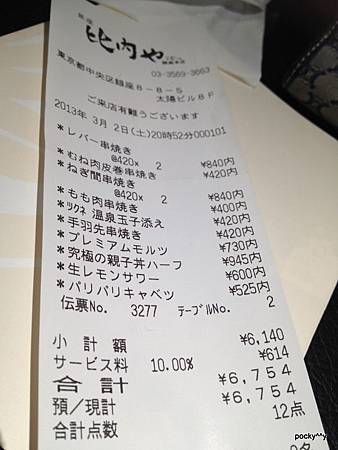 銀座
比内や
03-3569-3663
東京都中央区銀座8-8-5
太陽ビル8F
ご来店有難うございます
2013年 3月 2日(土)20時52分000101
*レバー串焼き
@420x 2 ¥840内
*むね肉皮巻串焼き ¥420内
*ねぎ間串焼き
@420x 2 ¥840内
*もも肉串焼き ¥400内
*ツクネ 温泉玉子添え ¥420内
*手羽先串焼き ¥420内
*プレミアムモルツ ¥730内
*究極の親子丼ハーフ ¥945内
*生レモンサワー ¥600内
*パリパリキャベツ ¥525内
伝票No. 3277 テーブルNo. 2
小計額 ¥6,140
サービス料 10.00% ¥614
合計 ¥6,754
預/現計 ¥6,754
合計点数 12点
pocky^^y